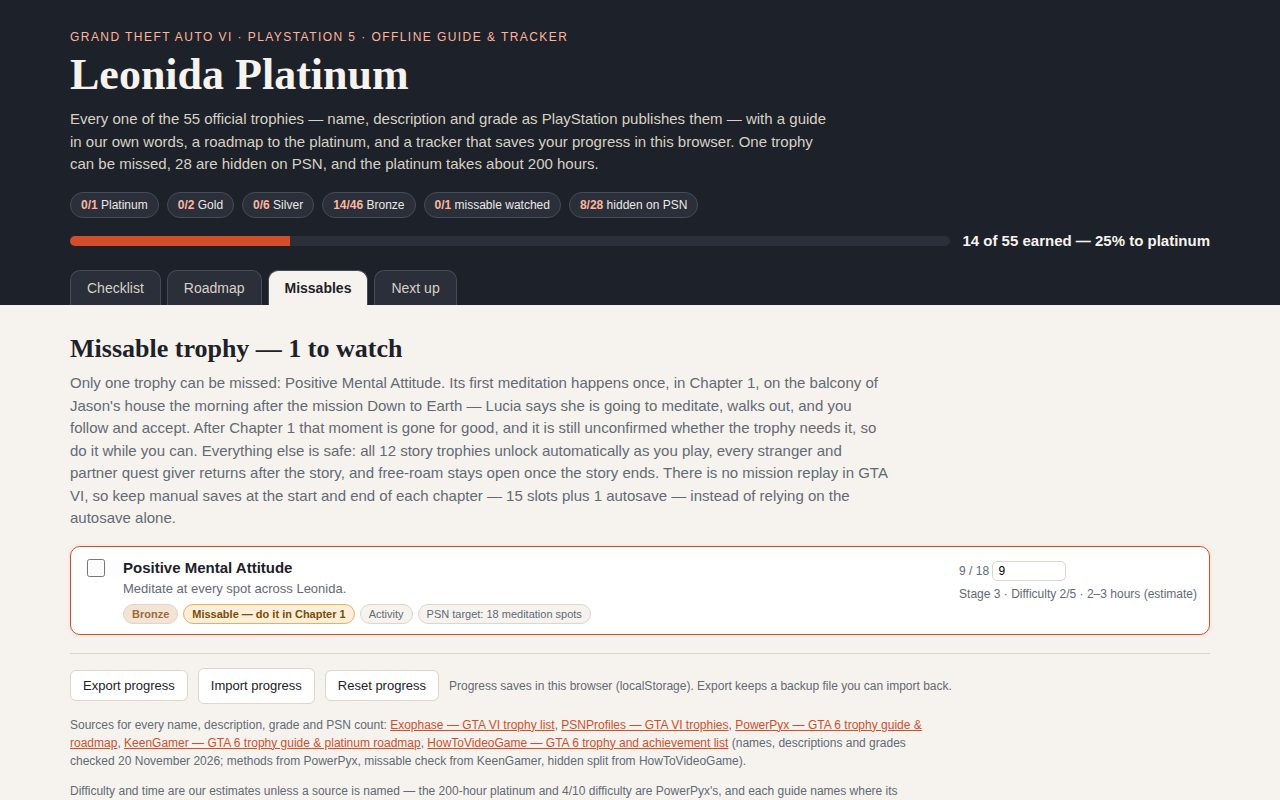 GRAND THEFT AUTO VI · PLAYSTATION 5 · OFFLINE GUIDE & TRACKER
Leonida Platinum
Every one of the 55 official trophies — name, description and grade as PlayStation publishes them — with a guide
in our own words, a roadmap to the platinum, and a tracker that saves your progress in this browser. One trophy
can be missed, 28 are hidden on PSN, and the platinum takes about 200 hours.
0/1 Platinum
0/2 Gold
0/6 Silver
14/46 Bronze
0/1 missable watched
8/28 hidden on PSN
14 of 55 earned — 25% to platinum
Checklist
Roadmap
Missables
Next up
Missable trophy — 1 to watch
Only one trophy can be missed: Positive Mental Attitude. Its first meditation happens once, in Chapter 1, on the balcony of
Jason's house the morning after the mission Down to Earth — Lucia says she is going to meditate, walks out, and you
follow and accept. After Chapter 1 that moment is gone for good, and it is still unconfirmed whether the trophy needs it, so
do it while you can. Everything else is safe: all 12 story trophies unlock automatically as you play, every stranger and
partner quest giver returns after the story, and free-roam stays open once the story ends. There is no mission replay in GTA
VI, so keep manual saves at the start and end of each chapter — 15 slots plus 1 autosave — instead of relying on the
autosave alone.
Positive Mental Attitude
Meditate at every spot across Leonida.
Bronze
Missable — do it in Chapter 1
Activity
PSN target: 18 meditation spots
9 / 18 9
Stage 3 · Difficulty 2/5 · 2–3 hours (estimate)
Export progress
Import progress
Reset progress
Progress saves in this browser (localStorage). Export keeps a backup file you can import back.
Sources for every name, description, grade and PSN count: Exophase — GTA VI trophy list, PSNProfiles — GTA VI trophies, PowerPyx — GTA 6 trophy guide &
roadmap, KeenGamer — GTA 6 trophy guide & platinum roadmap, HowToVideoGame — GTA 6 trophy and achievement list (names, descriptions and grades
checked 20 November 2026; methods from PowerPyx, missable check from KeenGamer, hidden split from HowToVideoGame).
Difficulty and time are our estimates unless a source is named — the 200-hour platinum and 4/10 difficulty are PowerPyx's, and each guide names where its